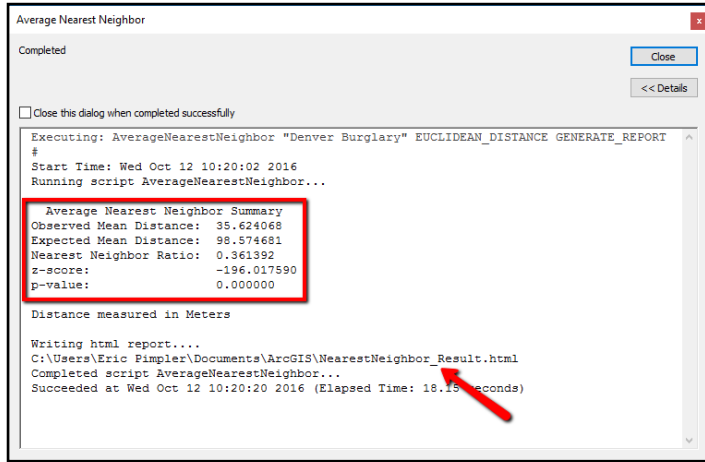 Average Nearest Neighbor
x
Completed
Close
<< Details
Close this dialog when completed successfully
Executing: AverageNearestNeighbor "Denver Burglary" EUCLIDEAN_DISTANCE GENERATE_REPORT
#
Start Time: Wed Oct 12 10:20:02 2016
Running script AverageNearestNeighbor...
Average Nearest Neighbor Summary
Observed Mean Distance: 35.624068
Expected Mean Distance: 98.574681
Nearest Neighbor Ratio: 0.361392
z-score: -196.017590
p-value: 0.000000
Distance measured in Meters
Writing html report....
C:\Users\Eric Pimpler\Documents\ArcGIS\NearestNeighbor_Result.html
Completed script AverageNearestNeighbor...
Succeeded at Wed Oct 12 10:20:20 2016 (Elapsed Time: 18.15 seconds)